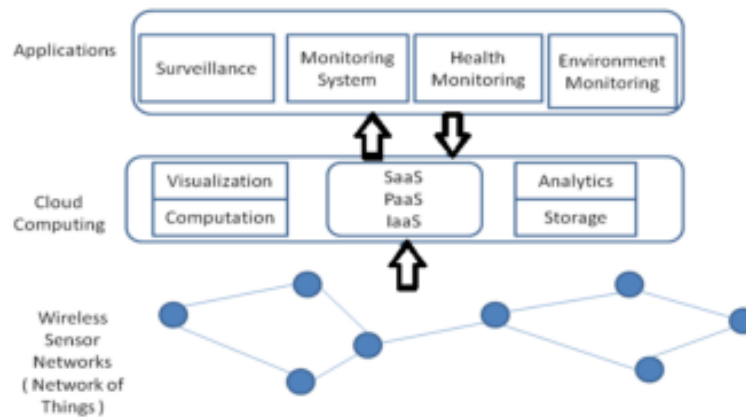 Applications
Surveillance
Monitoring
System
Health
Monitoring
Environment
Monitoring
Cloud
Computing
Visualization
Computation
SaaS
PaaS
IaaS
Analytics
Storage
Wireless
Sensor
Networks
( Network of
Things )